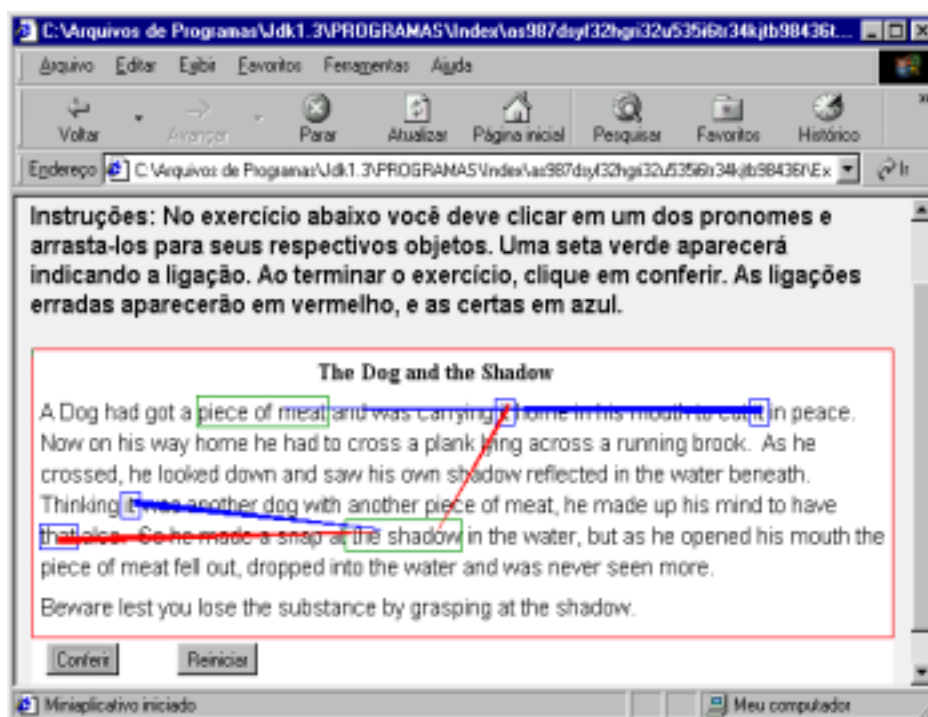 C:\Arquivos de Programas\Jdk1.3\PROGRAMAS\Index\
Arquivo Editar Exibir Favoritos Ferramentas Ajuda
Voltar Avançar Parar Atualizar Página inicial Pesquisar Favoritos Histórico
Endereço C:\Arquivos de Programas\Jdk1.3\PROGRAMAS\Index\ Ir
Instruções: No exercício abaixo você deve clicar em um dos pronomes e
arrasta-los para seus respectivos objetos. Uma seta verde aparecerá
indicando a ligação. Ao terminar o exercício, clique em conferir. As ligações
erradas aparecerão em vermelho, e as certas em azul.
The Dog and the Shadow
A Dog had got a piece of meat and was carrying it home in his mouth to eat it in peace.
Now on his way home he had to cross a plank lying across a running brook. As he
crossed, he looked down and saw his own shadow reflected in the water beneath.
Thinking it was another dog with another piece of meat, he made up his mind to have
that also. So he made a snap at the shadow in the water, but as he opened his mouth the
piece of meat fell out, dropped into the water and was never seen more.
Beware lest you lose the substance by grasping at the shadow.
Conferir Reiniciar
Miniaplicativo iniciado Meu computador